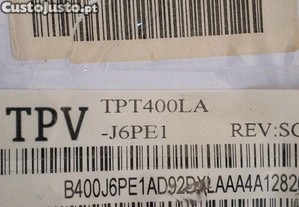 CustoJusto.pt
TPV TPT400LA
-J6PE1 REV:SC
B400J6PE1AD92DXLAAA4A1282